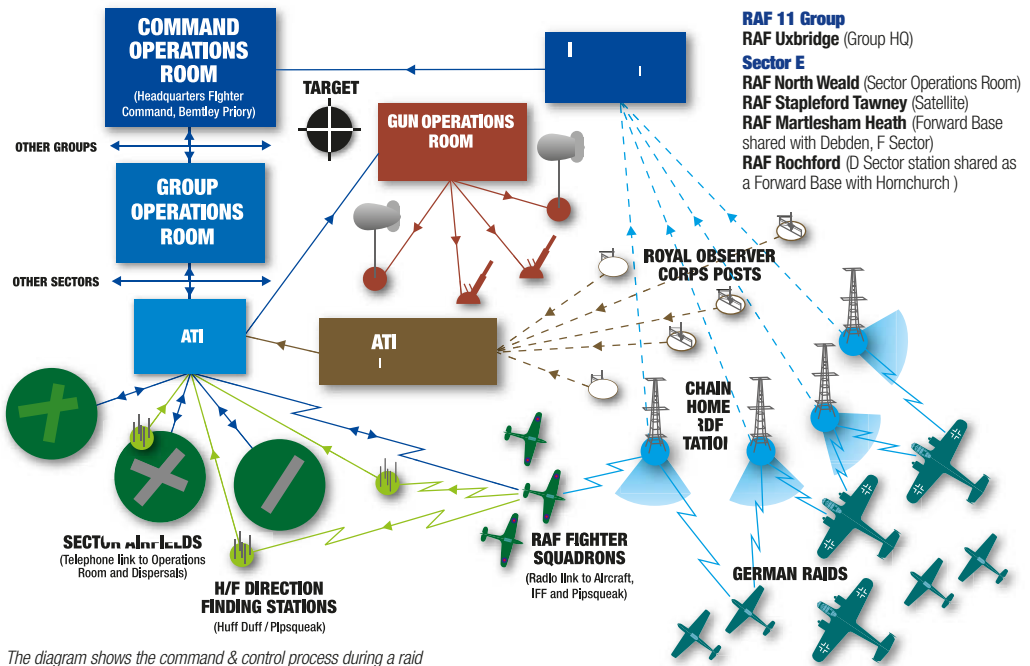 COMMAND
OPERATIONS
ROOM
(Headquarters Fighter
Command, Bemtley Priory)
OTHER GROUPS
GROUP
OPERATIONS
ROOM
OTHER SECTORS
TARGET
GUN OPERATIONS
ROOM
RAF 11 Group
RAF Uxbridge (Group HQ)
Sector E
RAF North Weald (Sector Operations Room)
RAF Stapleford Tawney (Satellite)
RAF Martlesham Heath (Forward Base
shared with Debden, F Sector)
RAF Rochford (D Sector station shared as
a Forward Base with Hornchurch )
ROYAL OBSERVER
CORPS POSTS
CHAIN
HOME
SECTOR AIRFIELDS
(Telephone link to Operations
Room and Dispersals)
H/F DIRECTION
FINDING STATIONS
(Huff Duff / Pipsqueak)
RAF FIGHTER
SQUADRONS
(Radio link to Aircraft,
IFF and Pipsqueak)
GERMAN RAIDS
The diagram shows the command & control process during a raid